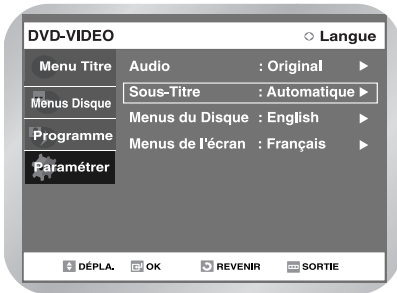 DVD-VIDEO Langue
Menu Titre Audio : Original
Menus Disque Sous-Titre : Automatique
Programme Menus du Disque : English
Paramétrer Menus de l'écran : Français
DÉPLA. OK REVENIR SORTIE